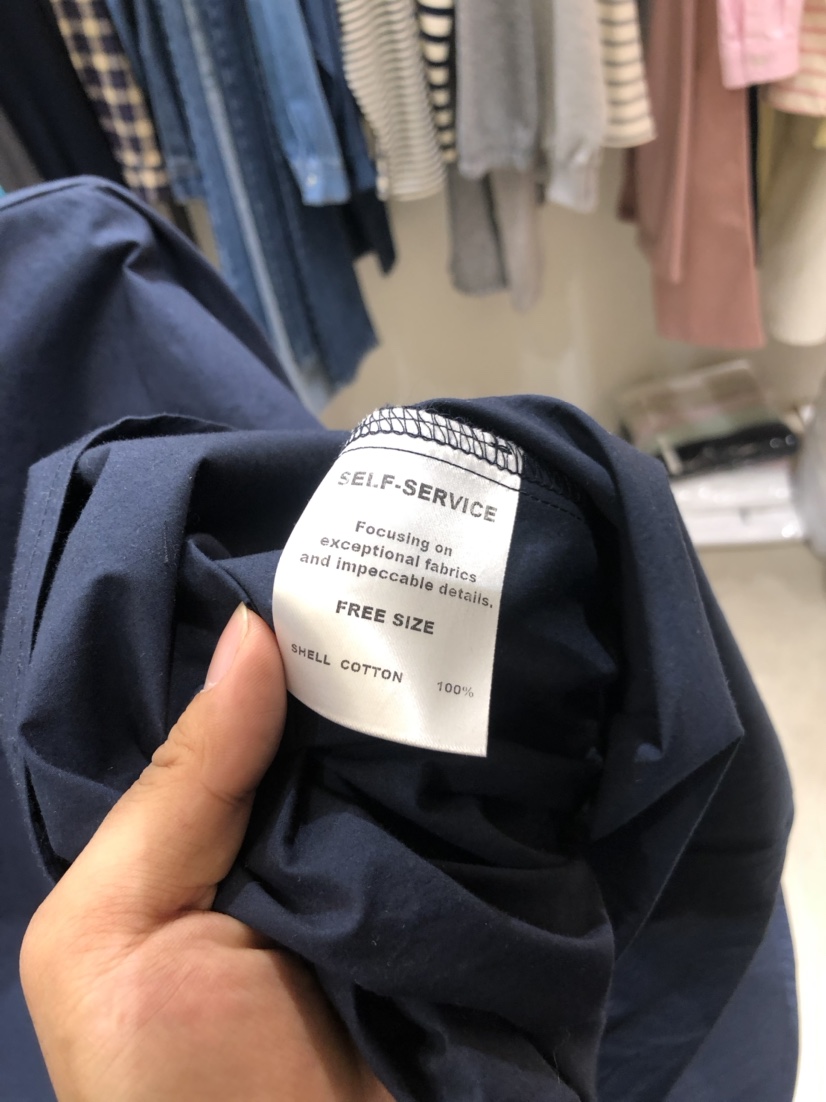 SELF-SERVICE
Focusing on
exceptional fabrics
and impeccable details.
FREE SIZE
SHELL COTTON 100%